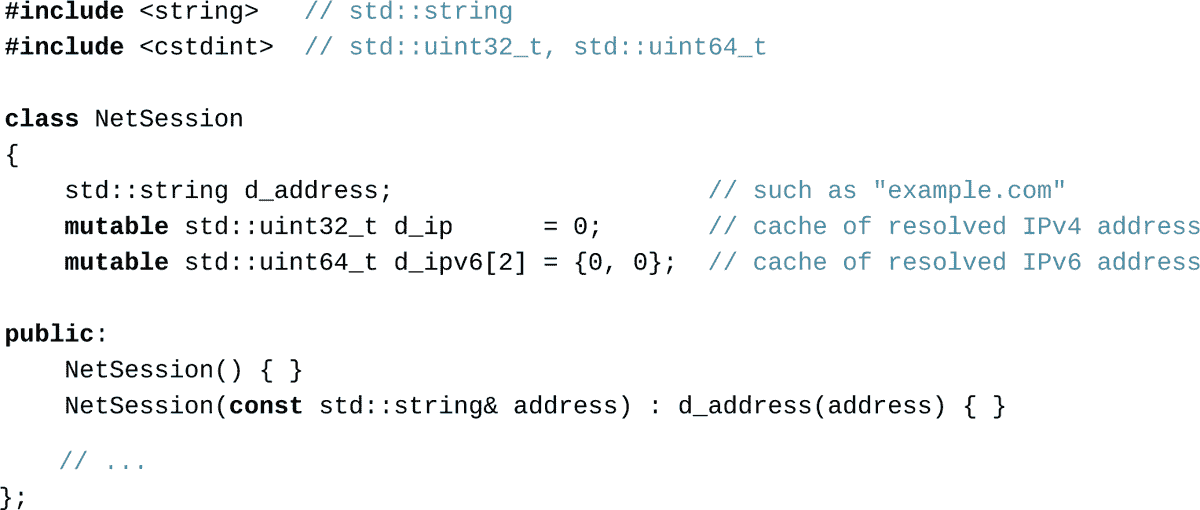 #include <string>   // std::string
#include <cstdint>  // std::uint32_t, std::uint64_t
class NetSession
{
    std::string d_address;                     // such as "example.com"
    mutable std::uint32_t d_ip      = 0;       // cache of resolved IPv4 address
    mutable std::uint64_t d_ipv6[2] = {0, 0};  // cache of resolved IPv6 address
public:
    NetSession() { }
    NetSession(const std::string& address) : d_address(address) { }
    // ...
};